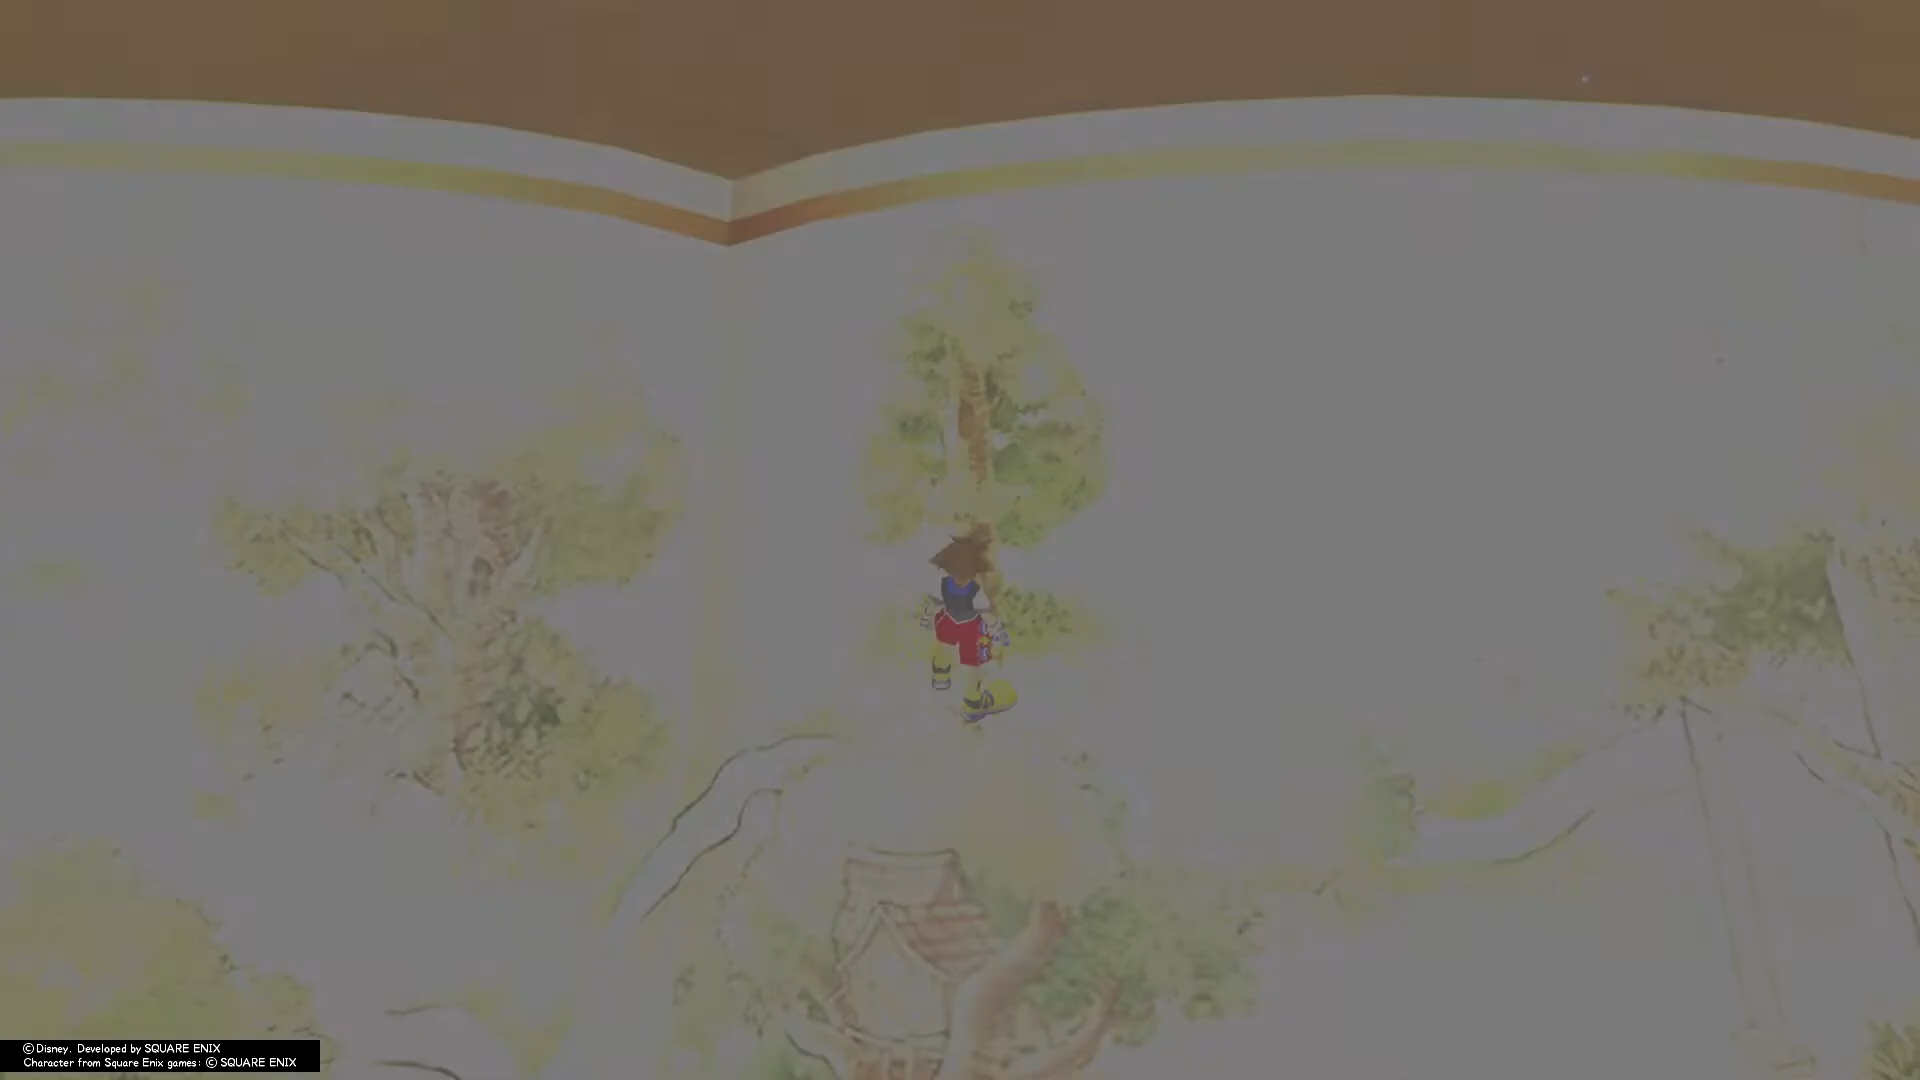 ©Disney. Developed by SQUARE ENIX
Character from Square Enix games: © SQUARE ENIX